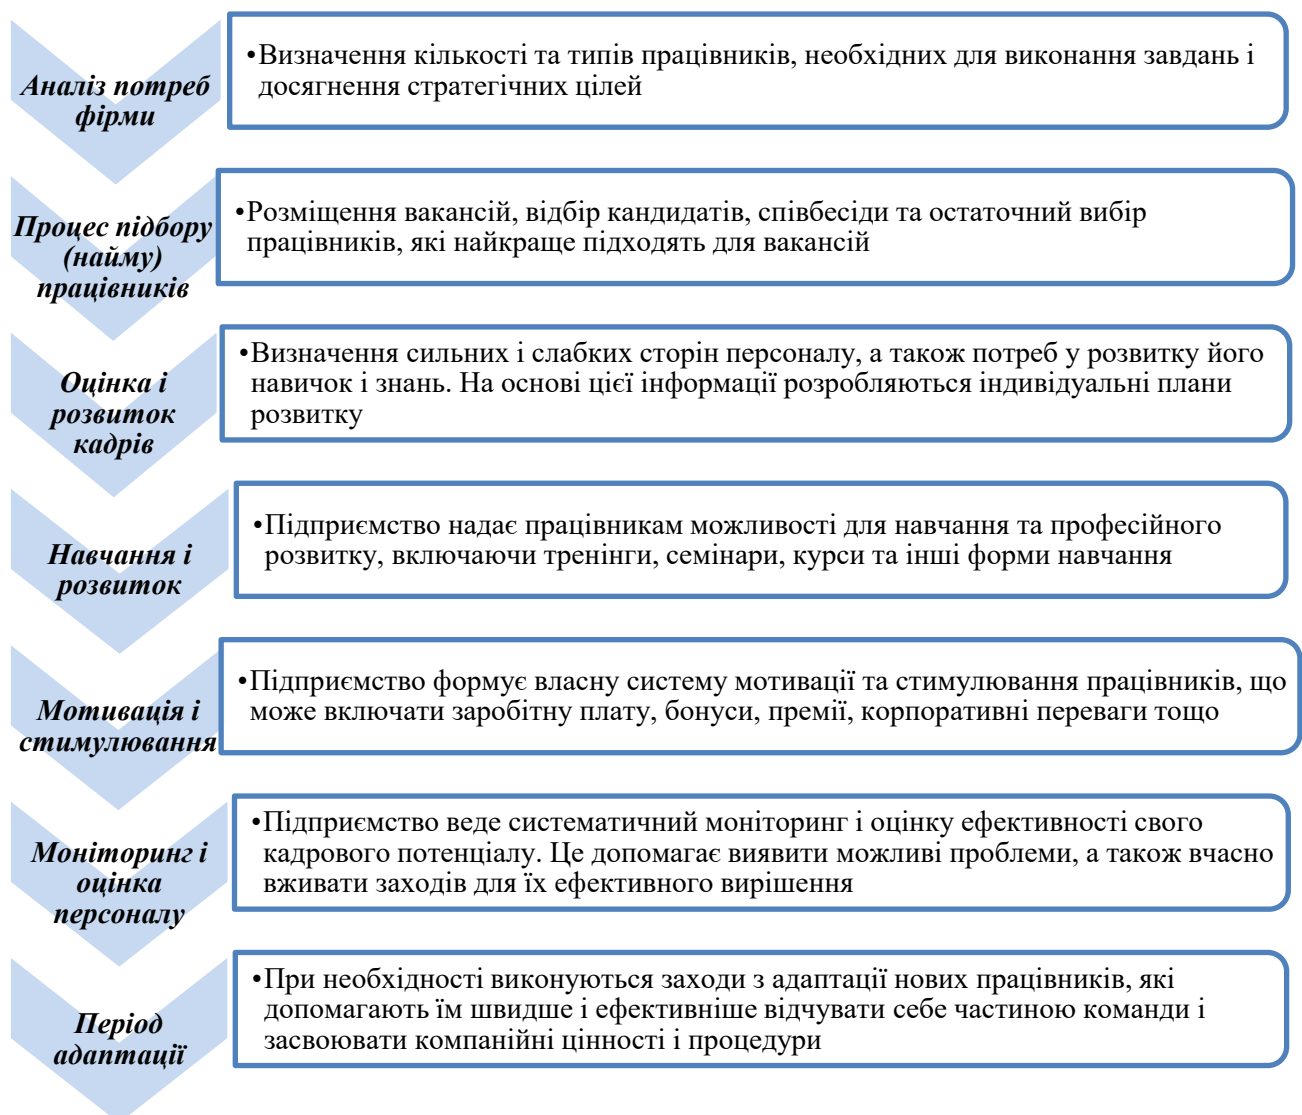 Аналіз потреб
фірми
•Визначення кількості та типів працівників, необхідних для виконання завдань і
досягнення стратегічних цілей
Процес підбору
(найму)
працівників
•Розміщення вакансій, відбір кандидатів, співбесіди та остаточний вибір
працівників, які найкраще підходять для вакансій
Оцінка і
розвиток
кадрів
•Визначення сильних і слабких сторін персоналу, а також потреб у розвитку його
навичок і знань. На основі цієї інформації розробляються індивідуальні плани
розвитку
Навчання і
розвиток
•Підприємство надає працівникам можливості для навчання та професійного
розвитку, включаючи тренінги, семінари, курси та інші форми навчання
Мотивація і
стимулювання
•Підприємство формує власну систему мотивації та стимулювання працівників, що
може включати заробітну плату, бонуси, премії, корпоративні переваги тощо
Моніторинг і
оцінка
персоналу
•Підприємство веде систематичний моніторинг і оцінку ефективності свого
кадрового потенціалу. Це допомагає виявити можливі проблеми, а також вчасно
вживати заходів для їх ефективного вирішення
Період
адаптації
•При необхідності виконуються заходи з адаптації нових працівників, які
допомагають їм швидше і ефективніше відчувати себе частиною команди і
засвоювати компанійні цінності і процедури